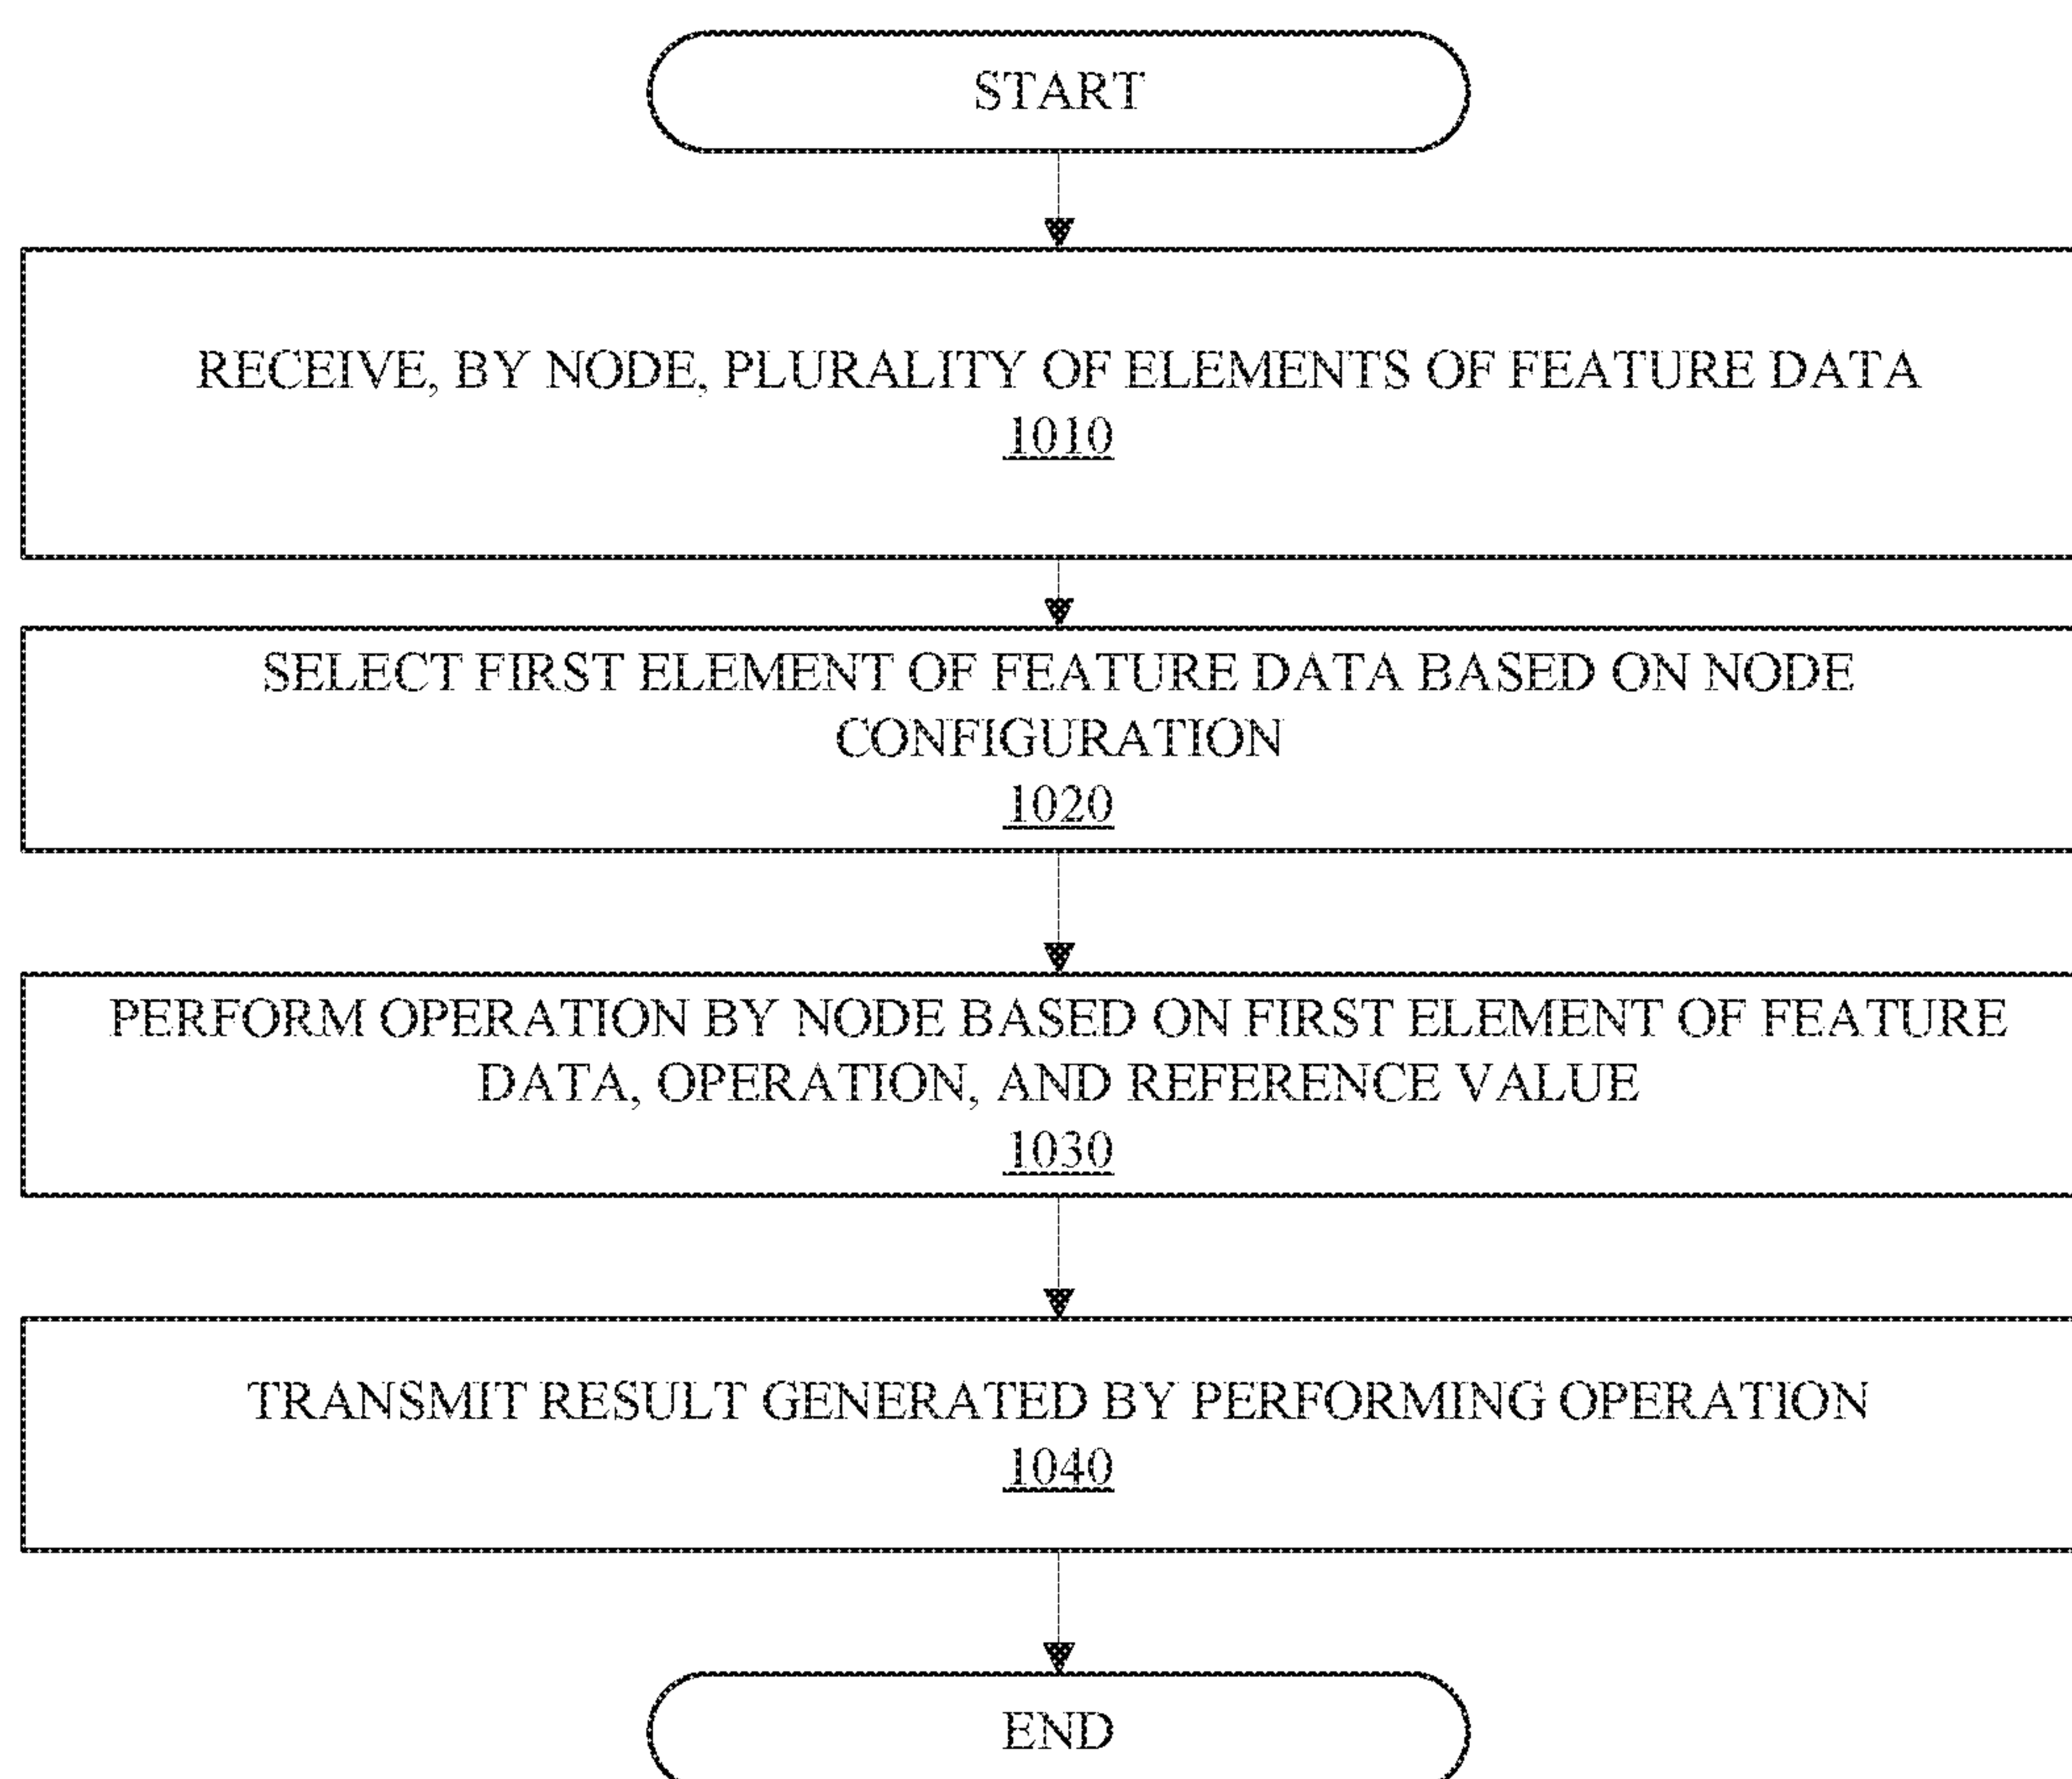 START
RECEIVE, BY NODE, PLURALITY OF ELEMENTS OF FEATURE DATA
1010
SELECT FIRST ELEMENT OF FEATURE DATA BASED ON NODE
CONFIGURATION
1020
PERFORM OPERATION BY NODE BASED ON FIRST ELEMENT OF FEATURE
DATA, OPERATION, AND REFERENCE VALUE
1030
TRANSMIT RESULT GENERATED BY PERFORMING OPERATION
1040
END